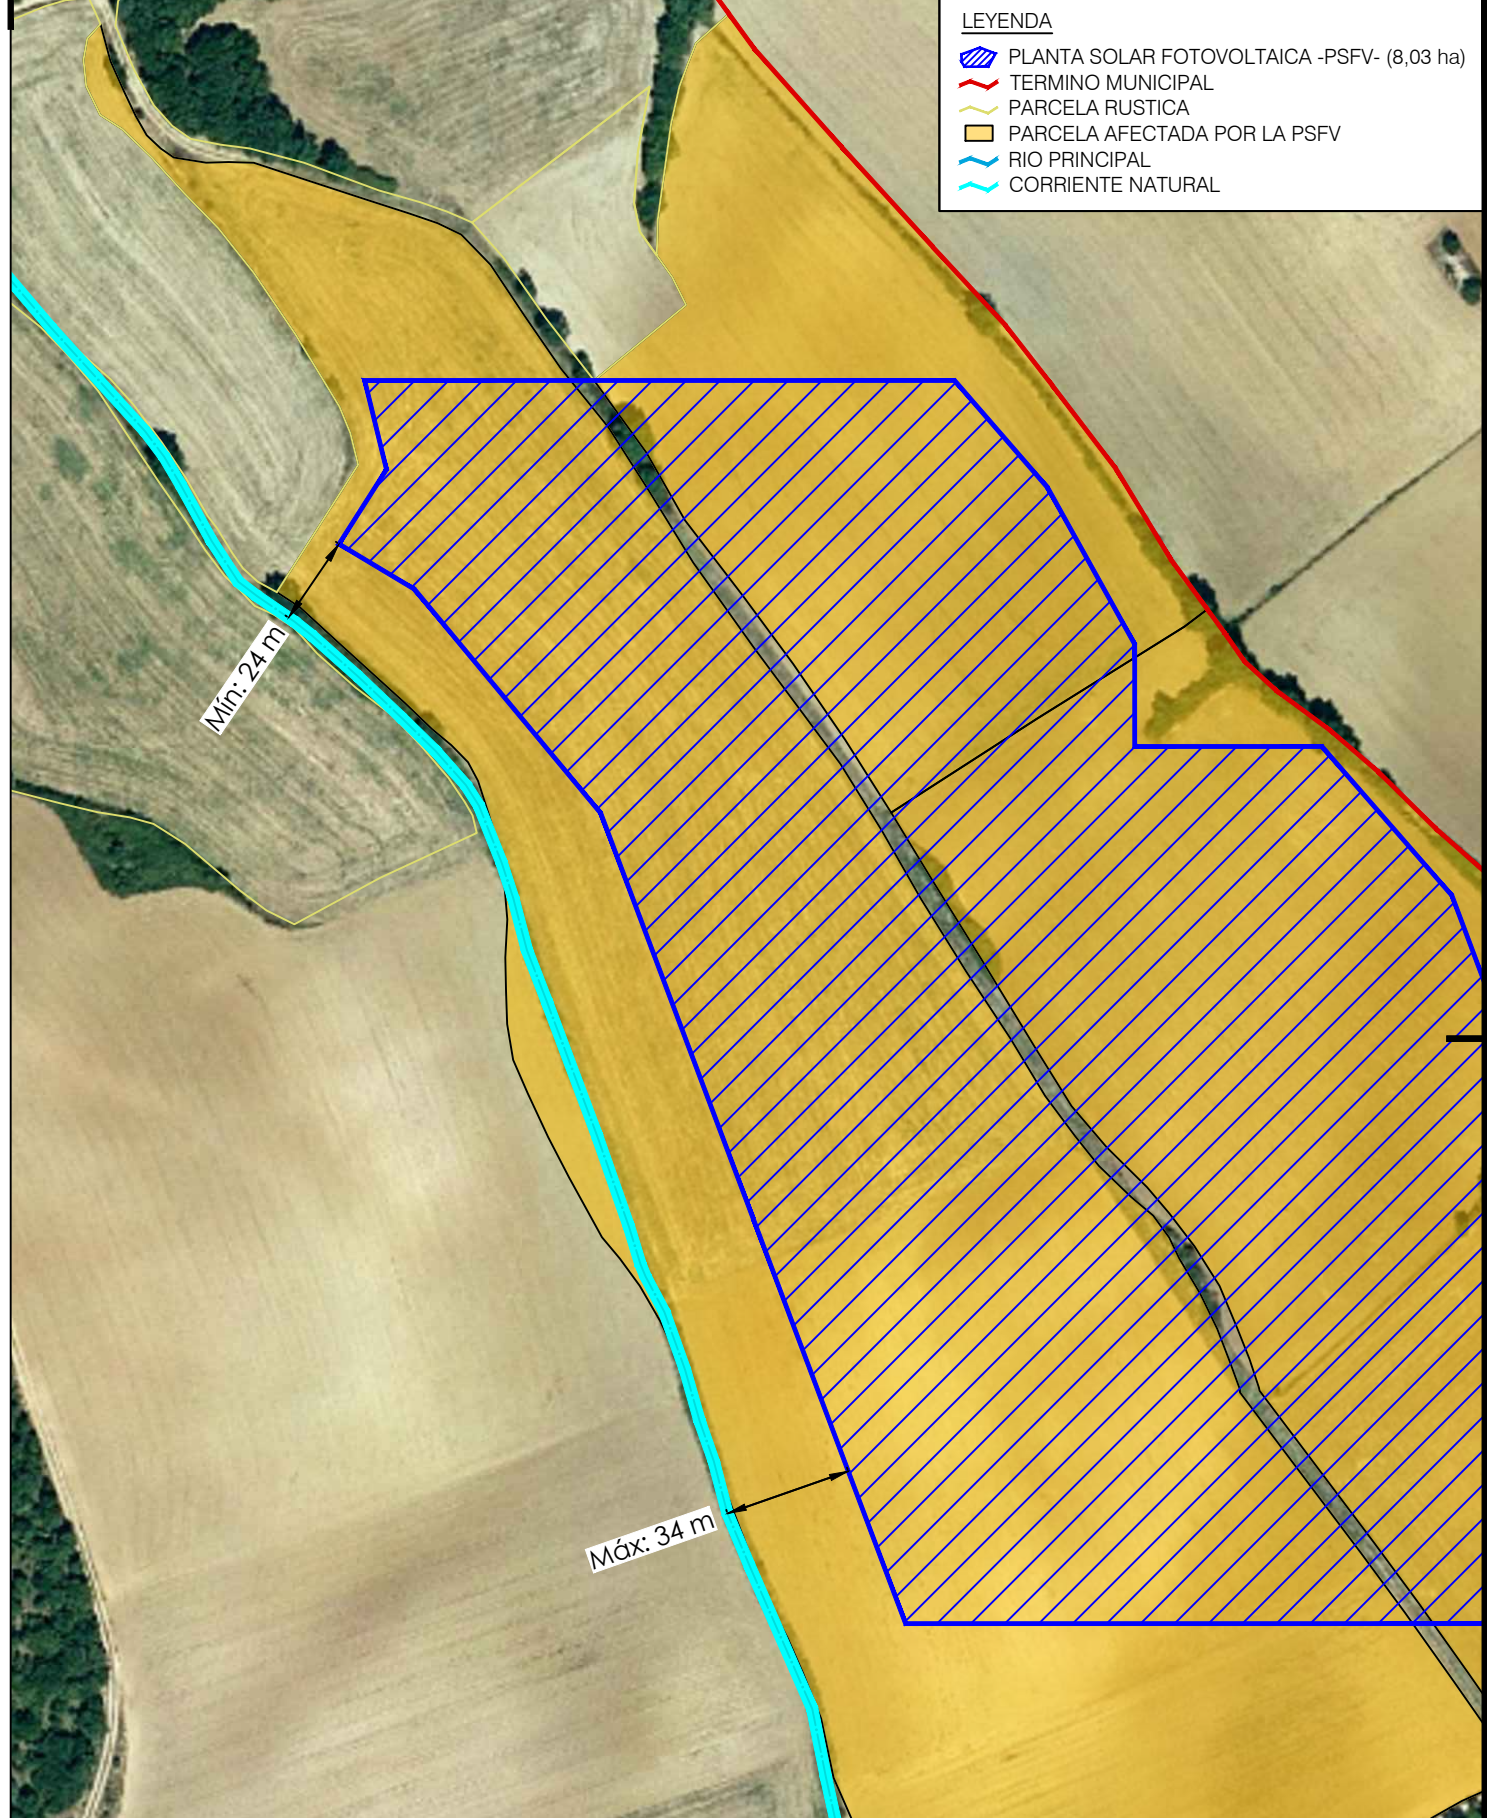 LEYENDA
PLANTA SOLAR FOTOVOLTAICA -PSFV- (8,03 ha)
TERMINO MUNICIPAL
PARCELA RUSTICA
PARCELA AFECTADA POR LA PSFV
RIO PRINCIPAL
CORRIENTE NATURAL
Mín: 24 m
Máx: 34 m